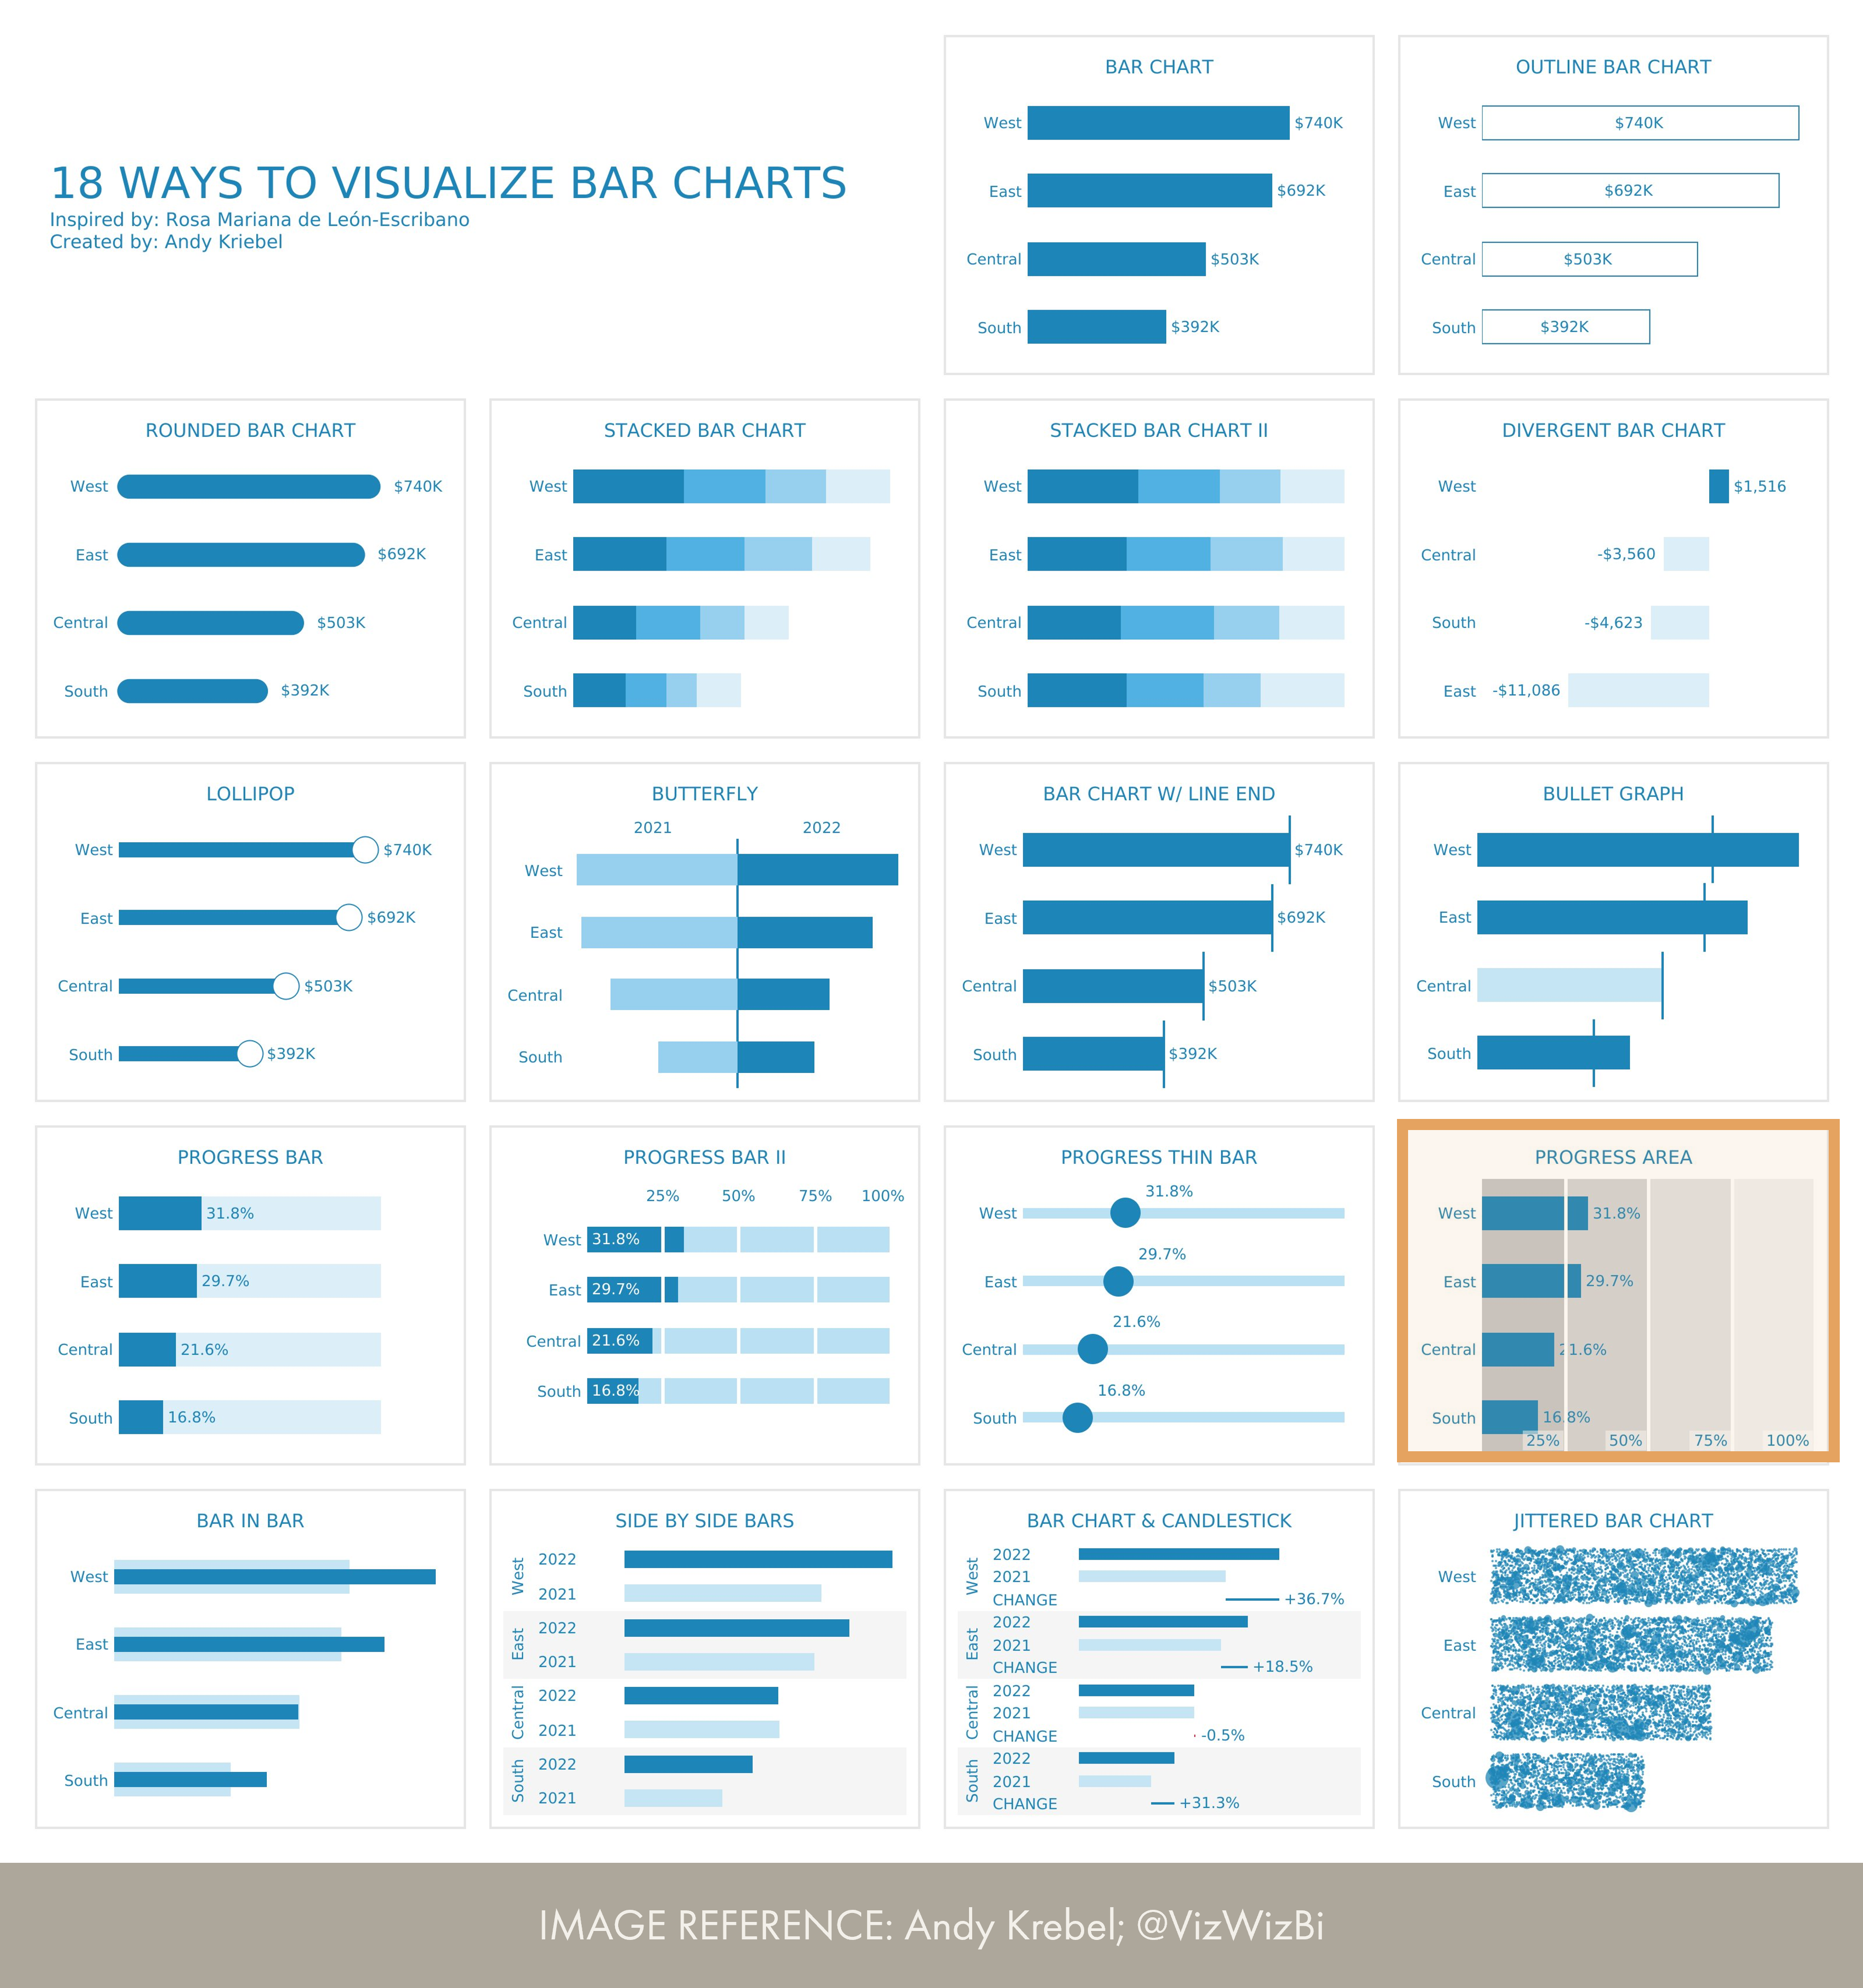 18 WAYS TO VISUALIZE BAR CHARTS
Inspired by: Rosa Mariana de León-Escribano
Created by: Andy Kriebel
BAR CHART
West $740K
East $692K
Central $503K
South $392K
OUTLINE BAR CHART
West $740K
East $692K
Central $503K
South $392K
ROUNDED BAR CHART
West $740K
East $692K
Central $503K
South $392K
STACKED BAR CHART
West
East
Central
South
STACKED BAR CHART II
West
East
Central
South
DIVERGENT BAR CHART
West $1,516
Central -$3,560
South -$4,623
East -$11,086
LOLLIPOP
West $740K
East $692K
Central $503K
South $392K
BUTTERFLY
2021 2022
West
East
Central
South
BAR CHART W/ LINE END
West $740K
East $692K
Central $503K
South $392K
BULLET GRAPH
West
East
Central
South
PROGRESS BAR
West 31.8%
East 29.7%
Central 21.6%
South 16.8%
PROGRESS BAR II
25% 50% 75% 100%
West 31.8%
East 29.7%
Central 21.6%
South 16.8%
PROGRESS THIN BAR
31.8%
West
29.7%
East
21.6%
Central
16.8%
South
PROGRESS AREA
West 31.8%
East 29.7%
Central 21.6%
South 16.8%
25% 50% 75% 100%
BAR IN BAR
West
East
Central
South
SIDE BY SIDE BARS
West
2022
2021
East
2022
2021
Central
2022
2021
South
2022
2021
BAR CHART & CANDLESTICK
West
2022
2021
CHANGE +36.7%
East
2022
2021
CHANGE +18.5%
Central
2022
2021
CHANGE -0.5%
South
2022
2021
CHANGE +31.3%
JITTERED BAR CHART
West
East
Central
South
IMAGE REFERENCE: Andy Krebel; @VizWizBi